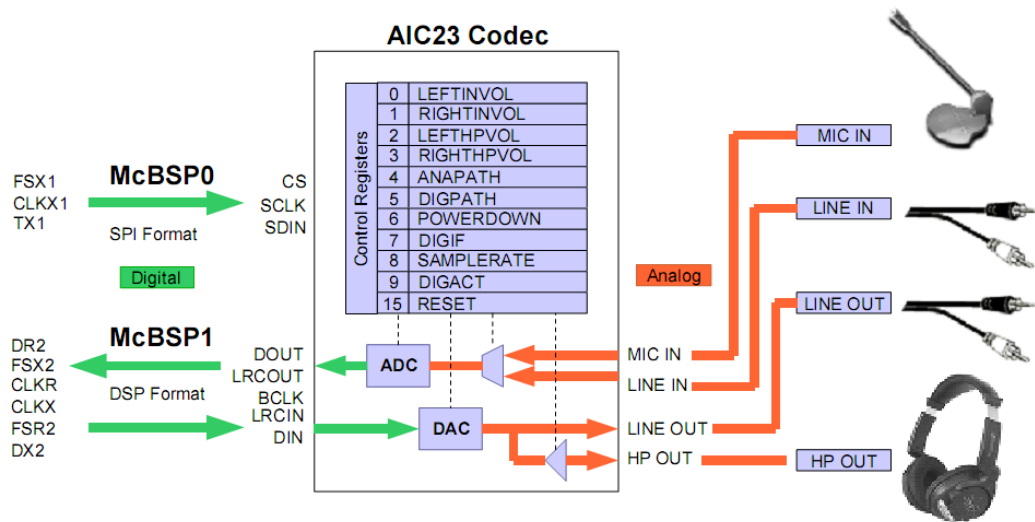 AIC23 Codec
Control Registers
0 LEFTINVOL
1 RIGHTINVOL
2 LEFTHPVOL
3 RIGHTHPVOL
4 ANAPATH
5 DIGPATH
6 POWERDOWN
7 DIGIF
8 SAMPLERATE
9 DIGACT
15 RESET
McBSP0
FSX1
CLKX1
TX1
SPI Format
CS
SCLK
SDIN
Digital
Analog
McBSP1
DR2
FSX2
CLKR
CLKX
FSR2
DX2
DSP Format
DOUT
LRCOUT
BCLK
LRCIN
DIN
ADC
DAC
MIC IN
LINE IN
LINE OUT
HP OUT
MIC IN
LINE IN
LINE OUT
HP OUT